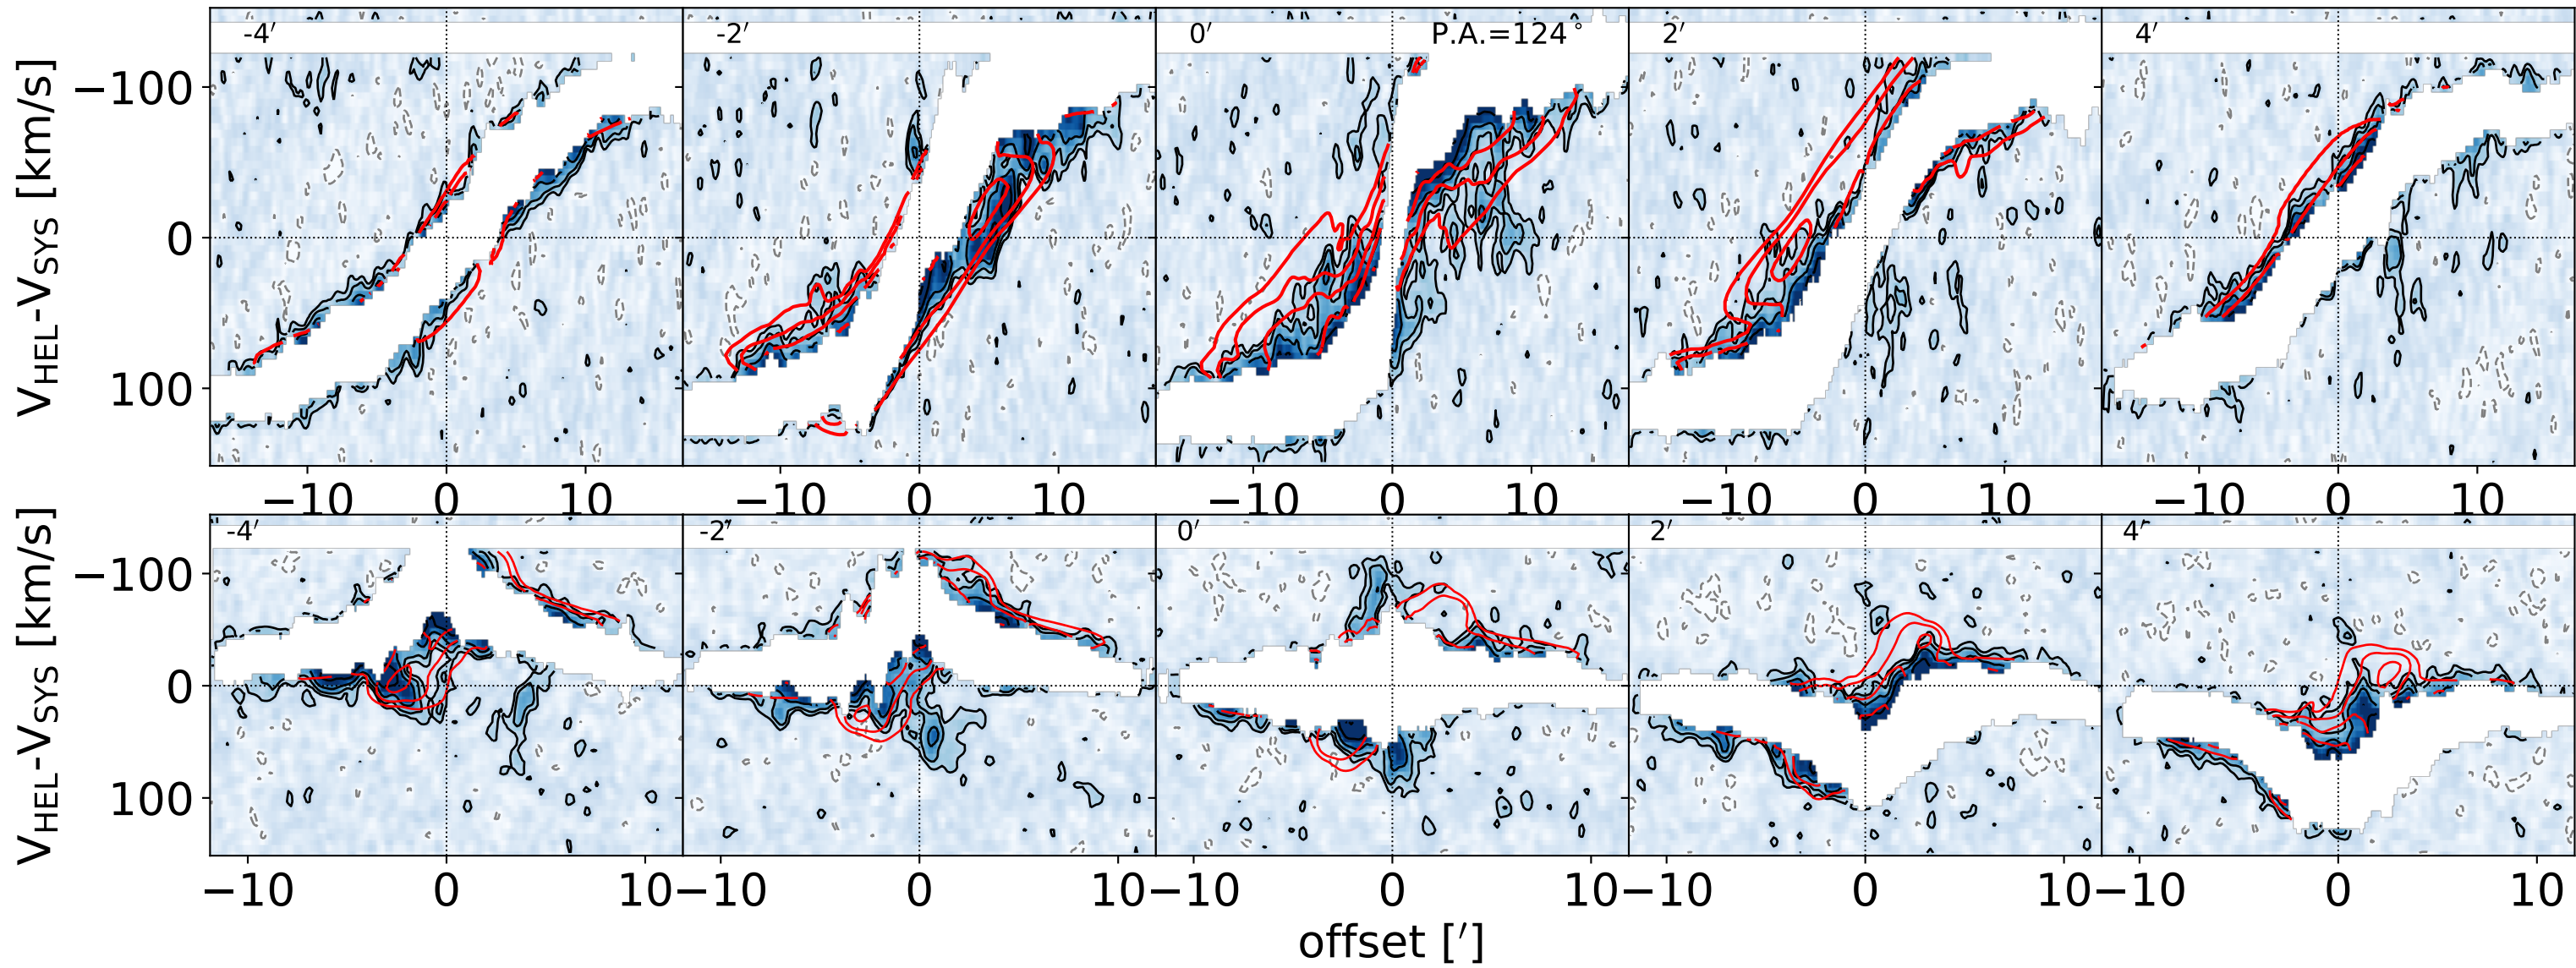 -4′ -2′ 0′ P.A.=124° 2′ 4′
V_HEL-V_SYS [km/s]
−100
0
100
−10 0 10 −10 0 10 −10 0 10 −10 0 10 −10 0 10
-4′ -2′ 0′ 2′ 4′
V_HEL-V_SYS [km/s]
−100
0
100
−10 0 10 −10 0 10 −10 0 10 −10 0 10 −10 0 10
offset [′]